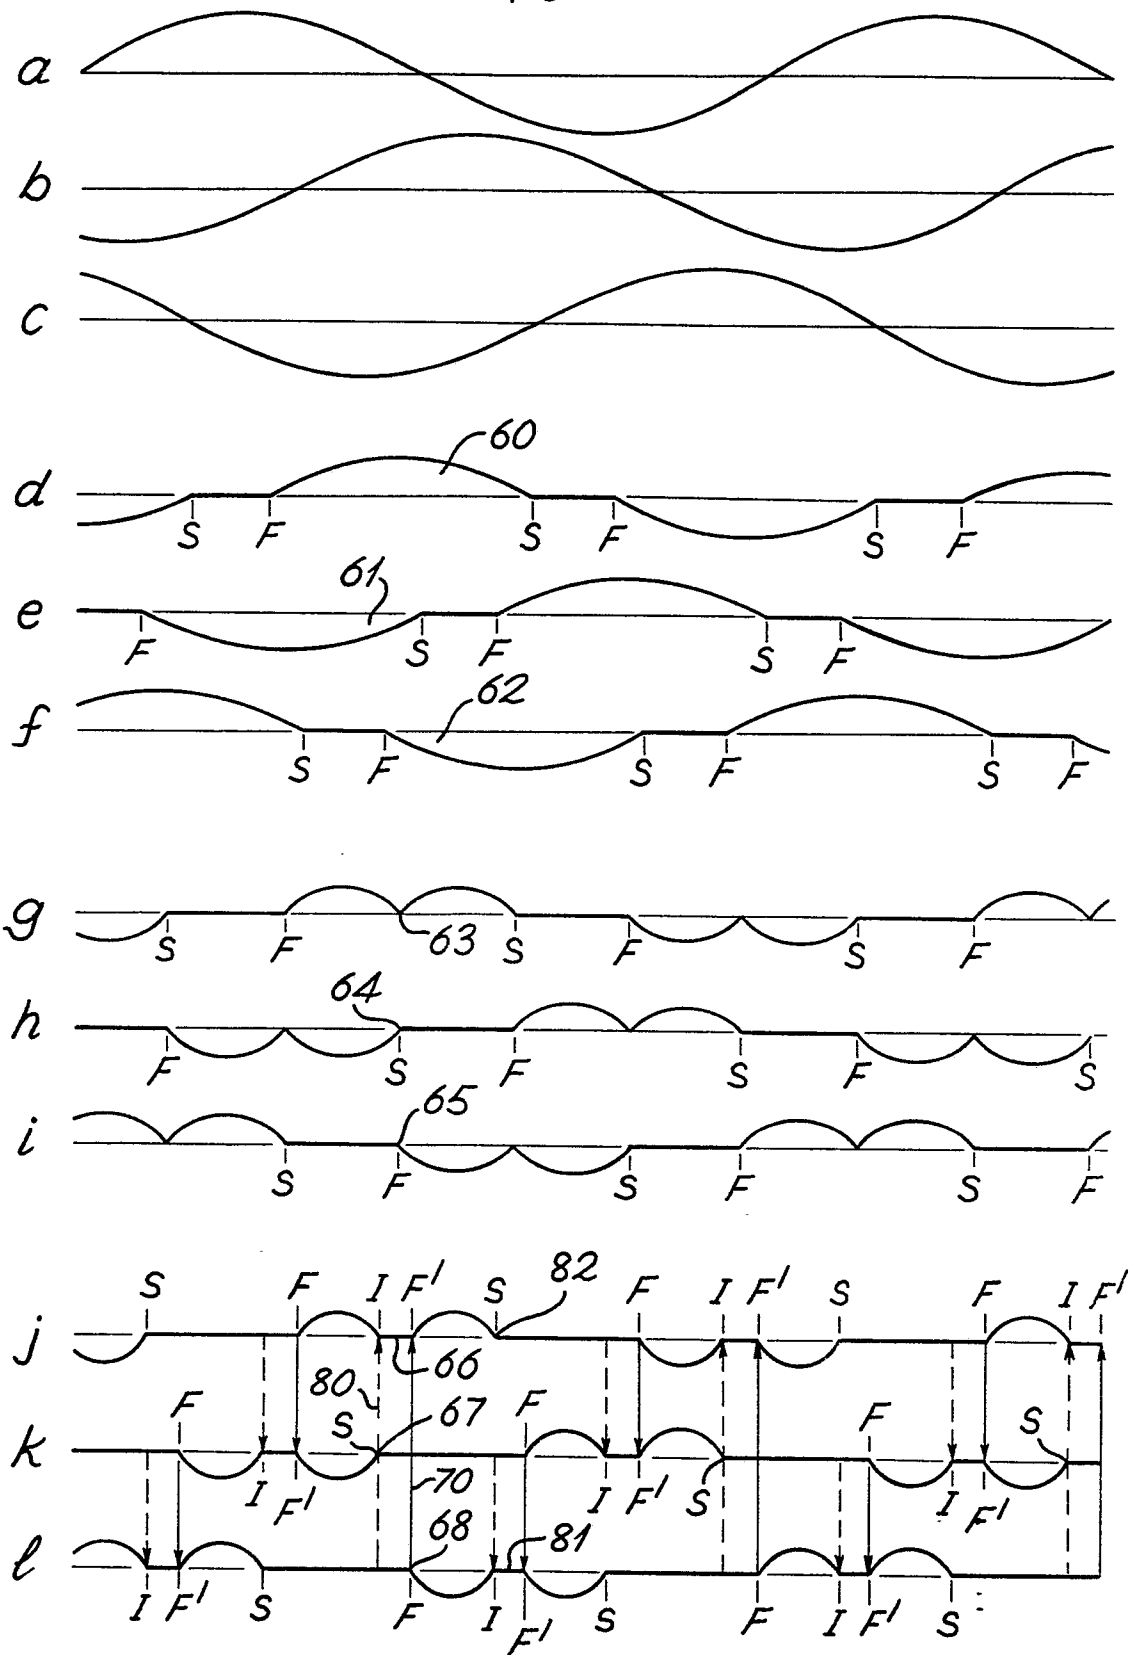 a
b
c
60
d
S F S F S F
61
e
F S F S F
62
f
S F S F S F
g
63
S F S F S F
64
h
F S F S F S
65
i
S F S F S F
S F I F' S 82 F I F' S F I F'
j
66
F 80 S 67 F F S
k
I F' 70 I F' S I F'
68 81
l
I F' S F I F' S F I F' S